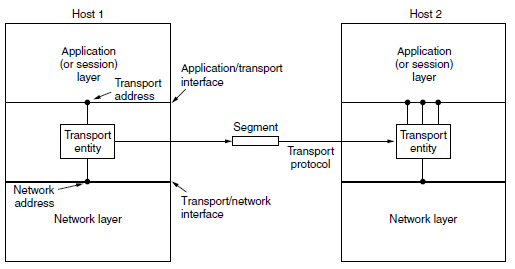 Host 1
Host 2
Application
(or session)
layer
Transport
address
Application/transport
interface
Application
(or session)
layer
Transport
entity
Segment
Transport
protocol
Transport
entity
Network
address
Transport/network
interface
Network layer
Network layer